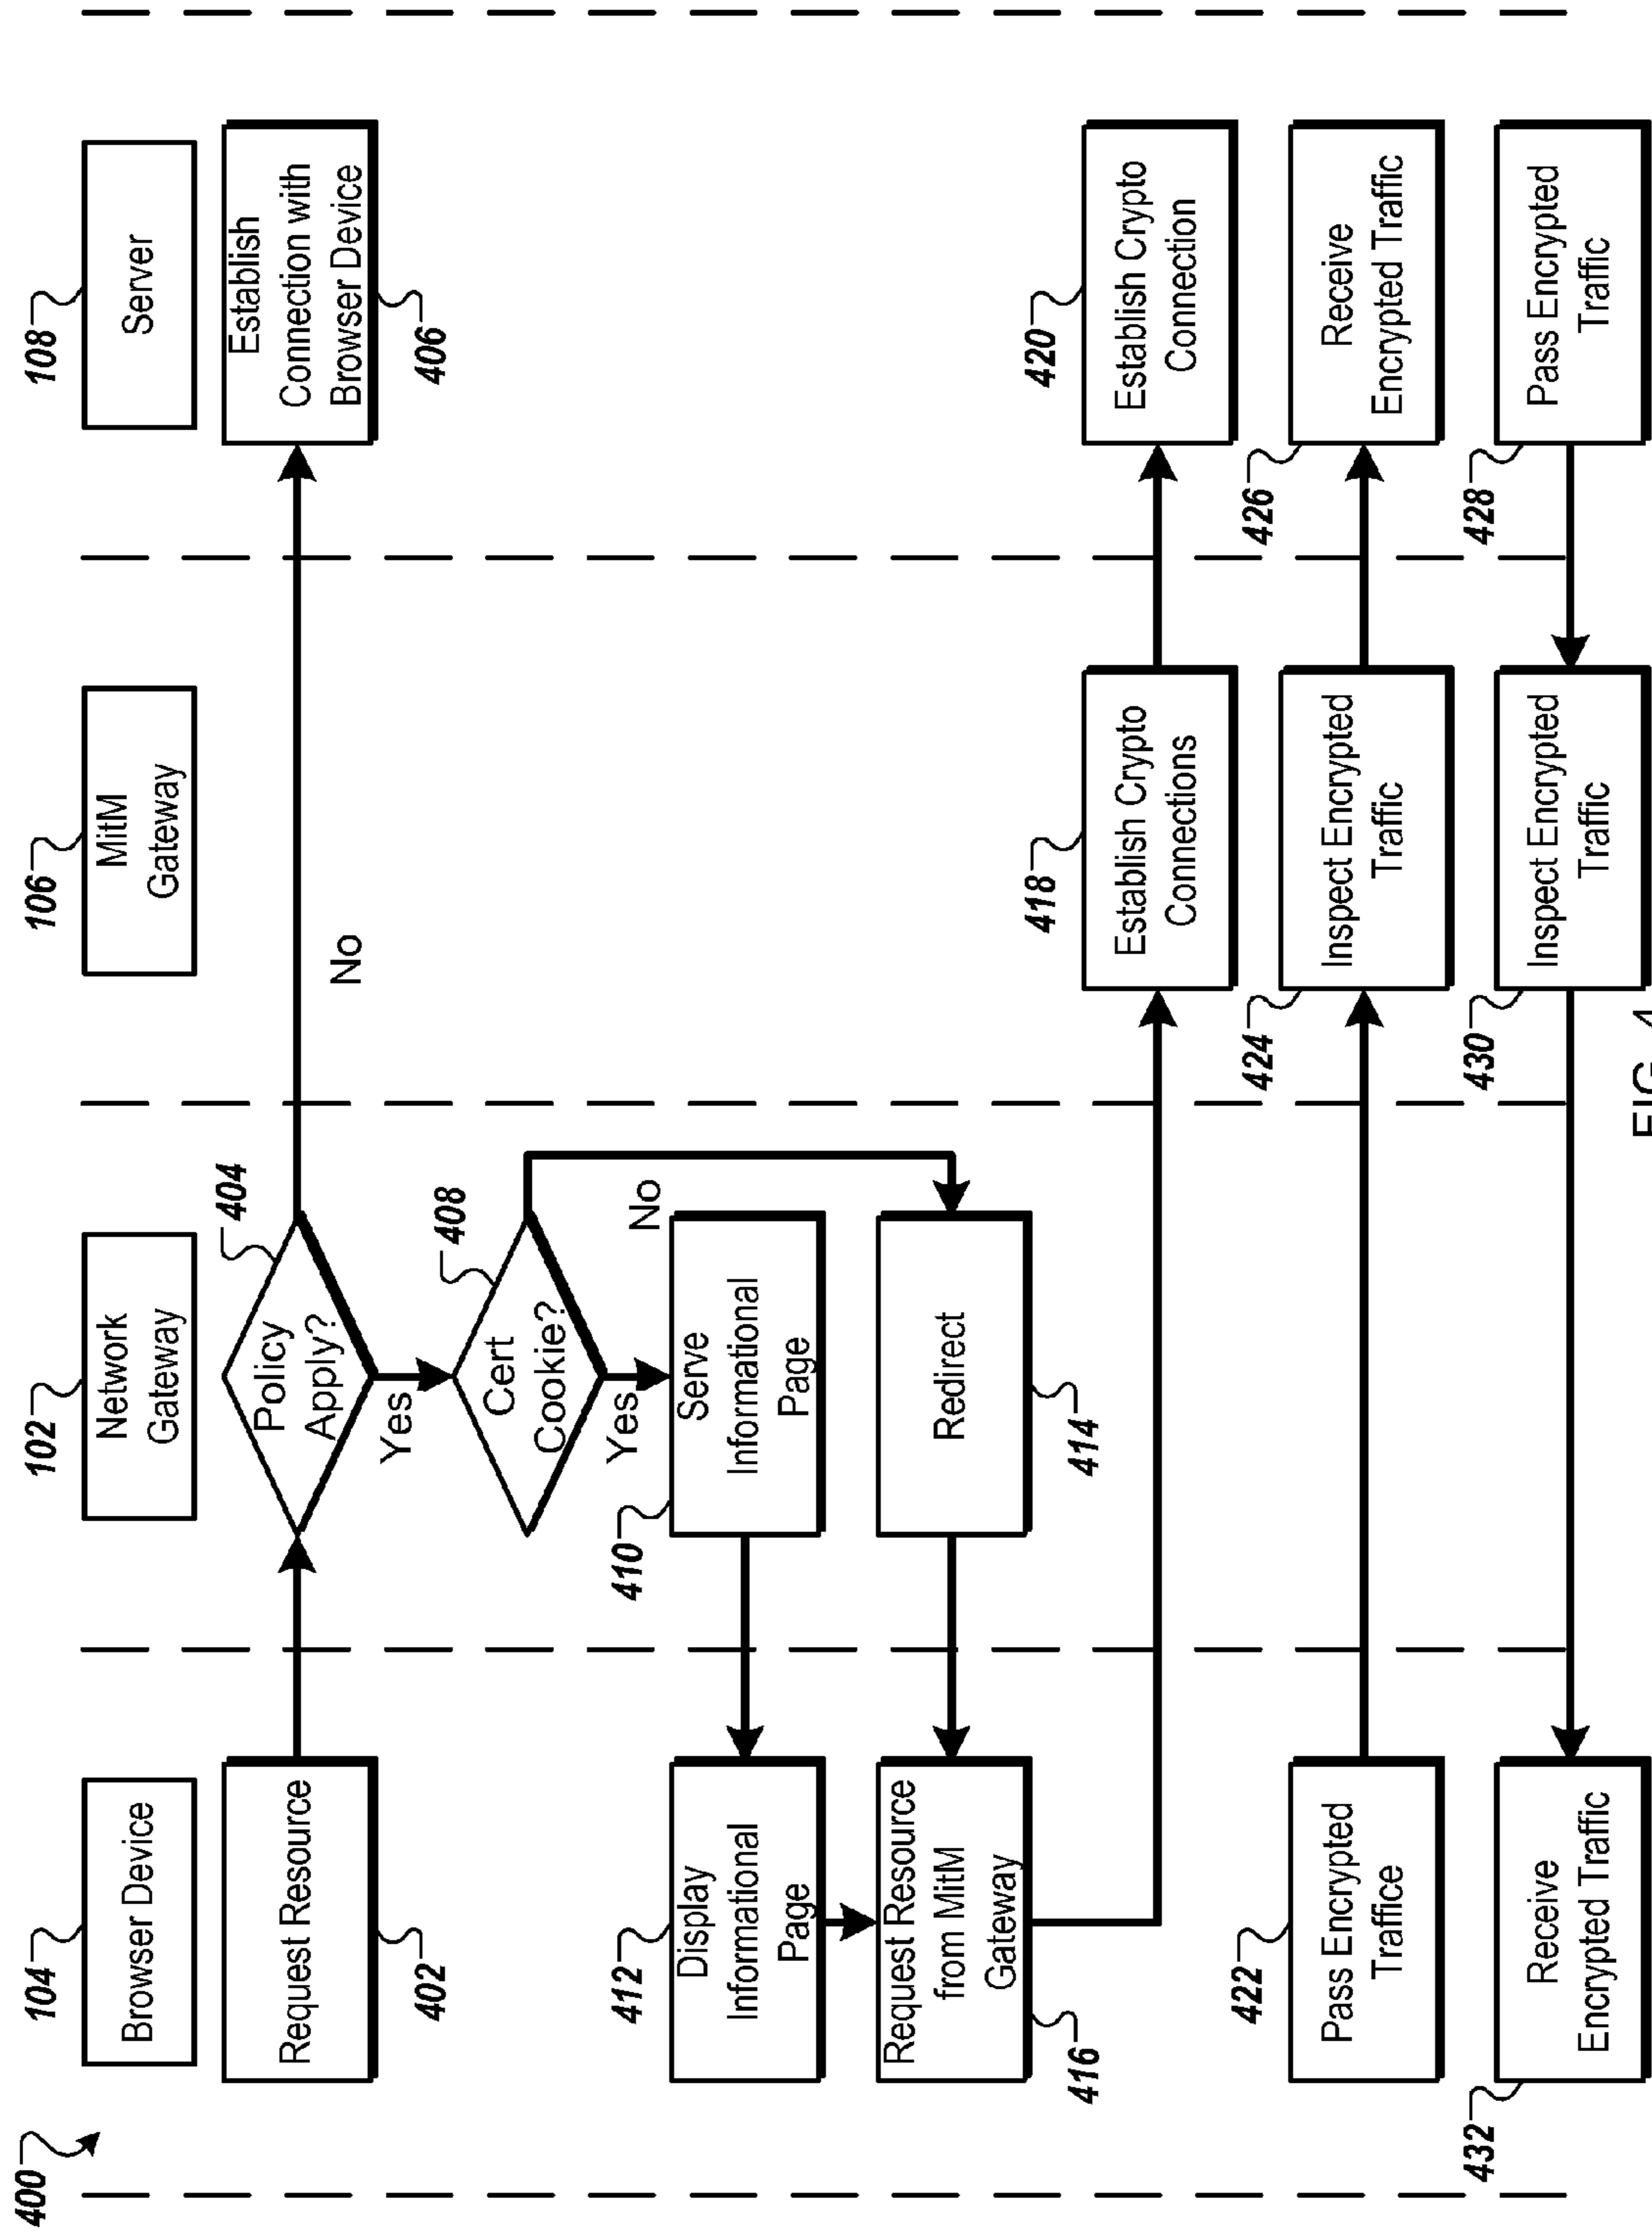 400
104
102
106
108
Browser Device
Network
Gateway
MitM
Gateway
Server
Request Resource
402
Policy
Apply?
404
No
Establish
Connection with
Browser Device
406
Yes
Cert
Cookie?
408
No
Yes
412
Display
Informational
Page
410
Serve
Informational
Page
Request Resource
from MitM
Gateway
416
Redirect
414
418
Establish Crypto
Connections
420
Establish Crypto
Connection
422
Pass Encrypted
Traffice
424
Inspect Encrypted
Traffic
426
Receive
Encrypted Traffic
432
Receive
Encrypted Traffic
430
Inspect Encrypted
Traffic
428
Pass Encrypted
Traffic
FIG. 4